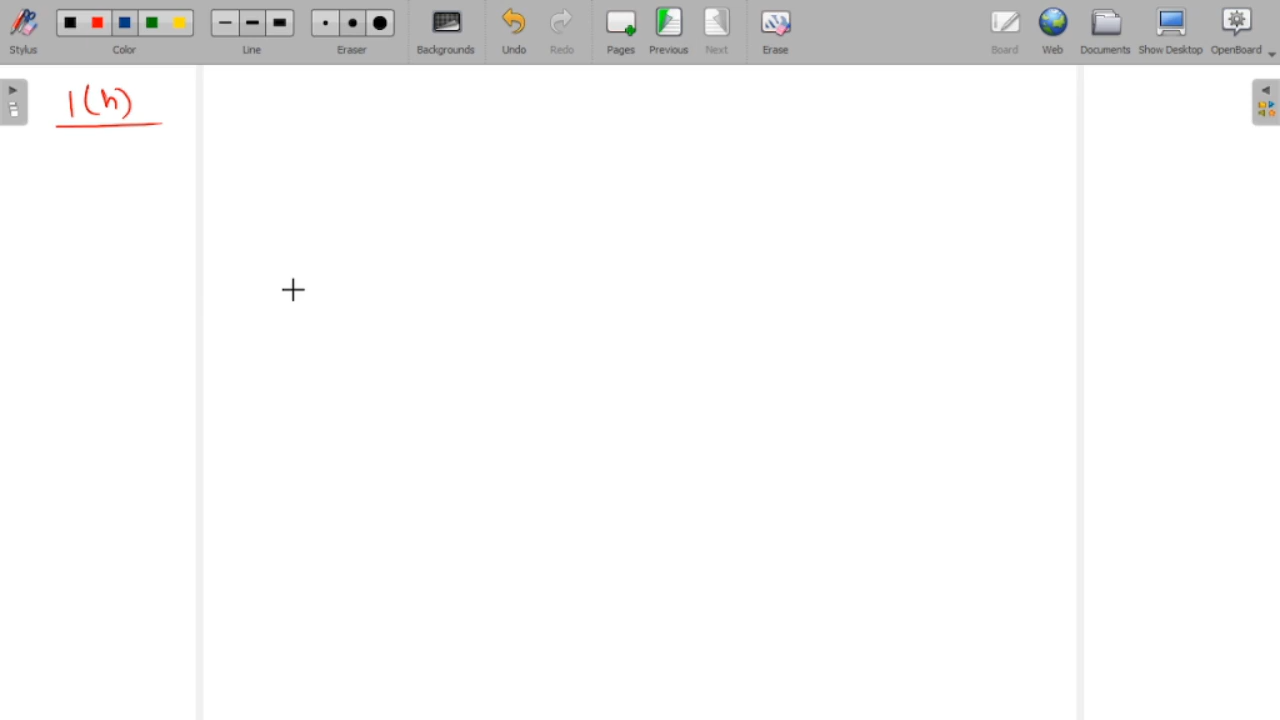 Stylus
Color
Line
Eraser
Backgrounds
Undo
Redo
Pages
Previous
Next
Erase
Board
Web
Documents
Show Desktop
OpenBoard
1(h)